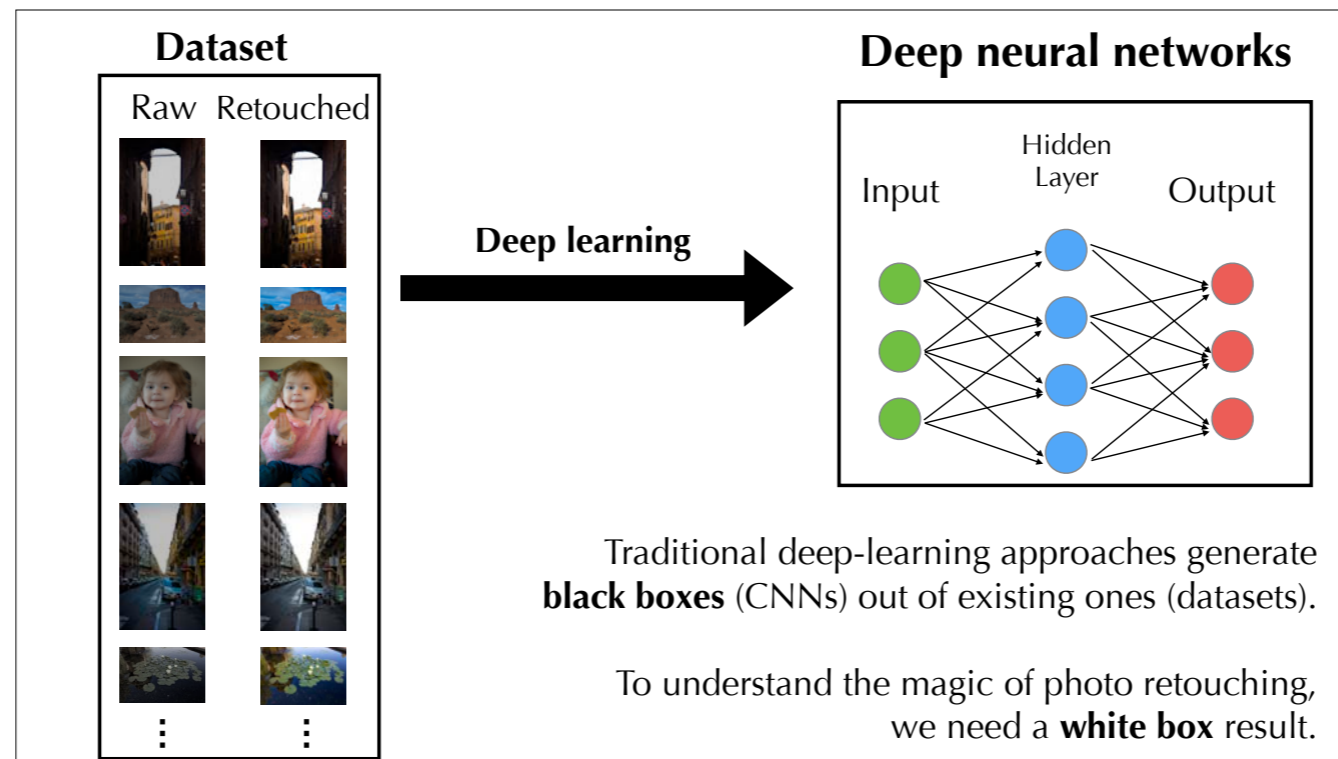 Dataset
Raw Retouched
Deep learning
Deep neural networks
Input
Hidden
Layer
Output
Traditional deep-learning approaches generate
black boxes (CNNs) out of existing ones (datasets).
To understand the magic of photo retouching,
we need a white box result.